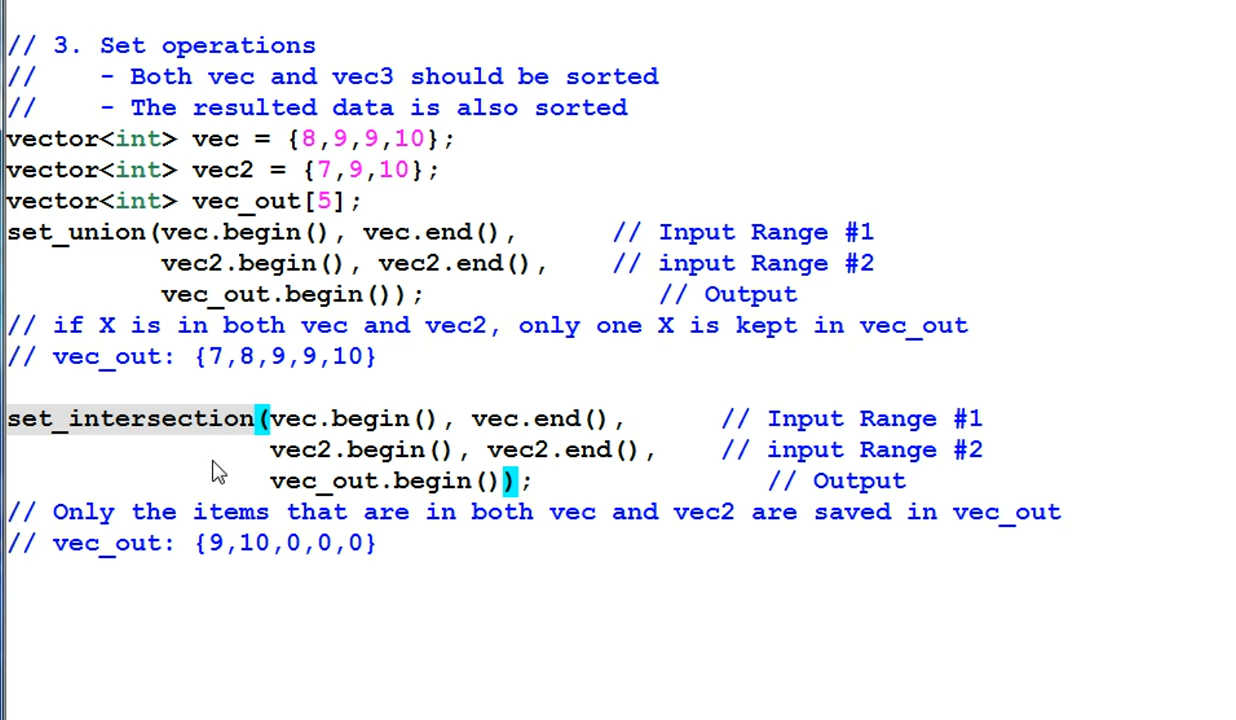 // 3. Set operations
//    - Both vec and vec3 should be sorted
//    - The resulted data is also sorted
vector<int> vec = {8,9,9,10};
vector<int> vec2 = {7,9,10};
vector<int> vec_out[5];
set_union(vec.begin(), vec.end(),      // Input Range #1
          vec2.begin(), vec2.end(),    // input Range #2
          vec_out.begin());               // Output
// if X is in both vec and vec2, only one X is kept in vec_out
// vec_out: {7,8,9,9,10}

set_intersection(vec.begin(), vec.end(),      // Input Range #1
                 vec2.begin(), vec2.end(),    // input Range #2
                 vec_out.begin());               // Output
// Only the items that are in both vec and vec2 are saved in vec_out
// vec_out: {9,10,0,0,0}